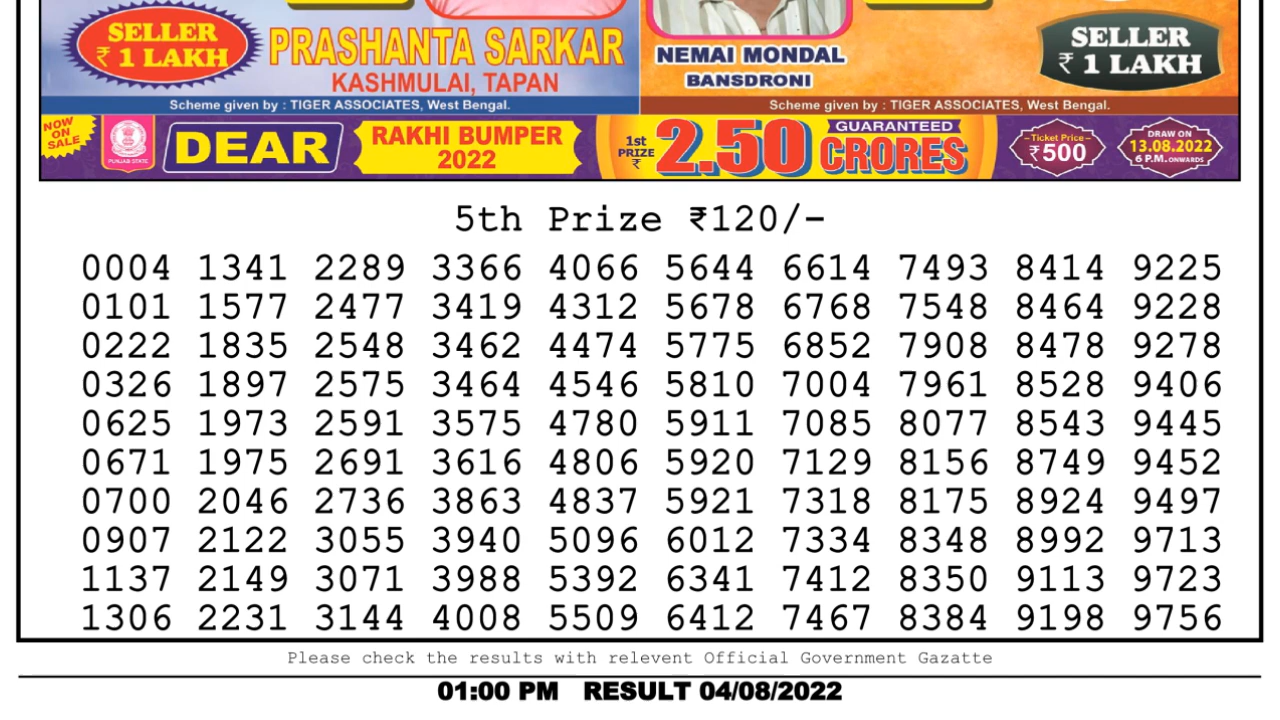 SELLER
₹ 1 LAKH
PRASHANTA SARKAR
KASHMULAI, TAPAN
NEMAI MONDAL
BANSDRONI
SELLER
₹ 1 LAKH
Scheme given by : TIGER ASSOCIATES, West Bengal.
Scheme given by : TIGER ASSOCIATES, West Bengal.
NOW
ON
SALE
PUNJAB STATE
DEAR
RAKHI BUMPER
2022
1st
PRIZE
₹
2.50
GUARANTEED
CRORES
Ticket Price
₹500
DRAW ON
13.08.2022
6 P.M. ONWARDS
5th Prize ₹120/-
0004 1341 2289 3366 4066 5644 6614 7493 8414 9225
0101 1577 2477 3419 4312 5678 6768 7548 8464 9228
0222 1835 2548 3462 4474 5775 6852 7908 8478 9278
0326 1897 2575 3464 4546 5810 7004 7961 8528 9406
0625 1973 2591 3575 4780 5911 7085 8077 8543 9445
0671 1975 2691 3616 4806 5920 7129 8156 8749 9452
0700 2046 2736 3863 4837 5921 7318 8175 8924 9497
0907 2122 3055 3940 5096 6012 7334 8348 8992 9713
1137 2149 3071 3988 5392 6341 7412 8350 9113 9723
1306 2231 3144 4008 5509 6412 7467 8384 9198 9756
Please check the results with relevent Official Government Gazatte
01:00 PM RESULT 04/08/2022